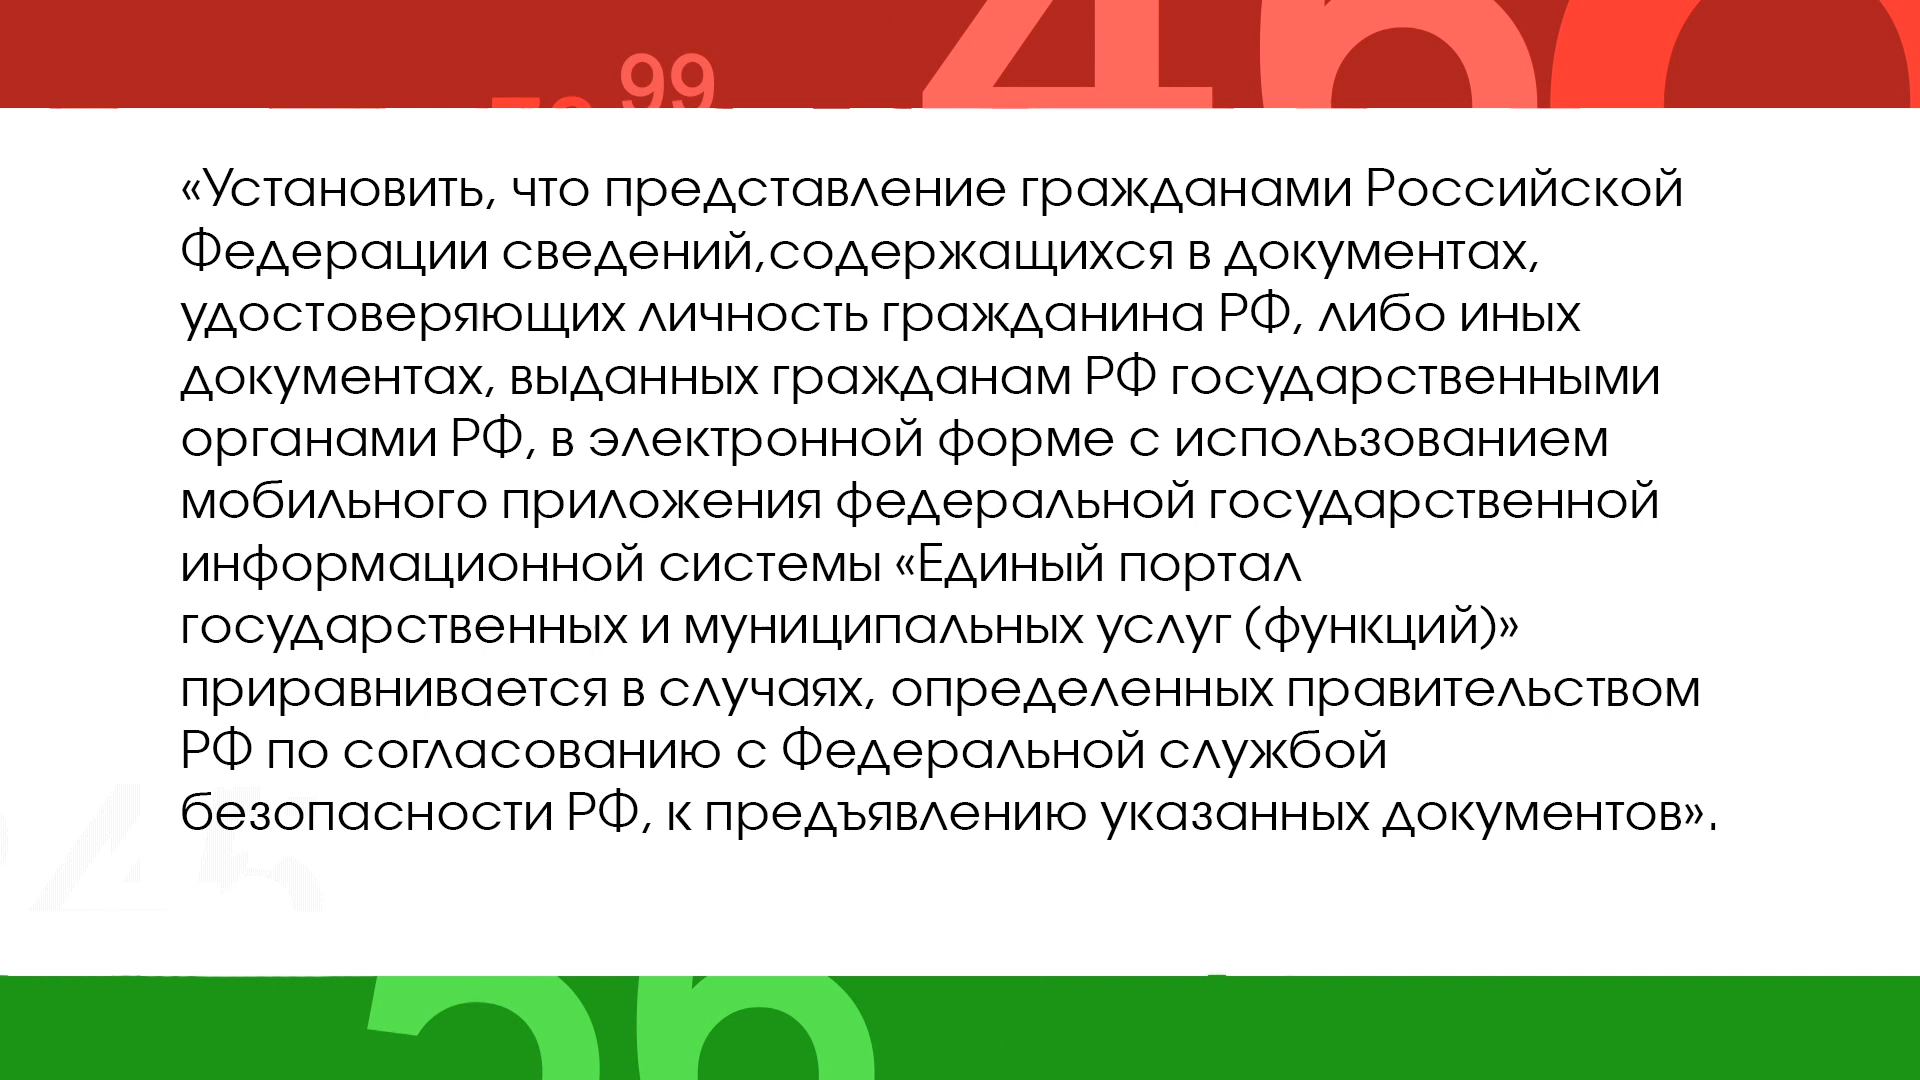 99
«Установить, что представление гражданами Российской
Федерации сведений,содержащихся в документах,
удостоверяющих личность гражданина РФ, либо иных
документах, выданных гражданам РФ государственными
органами РФ, в электронной форме с использованием
мобильного приложения федеральной государственной
информационной системы «Единый портал
государственных и муниципальных услуг (функций)»
приравнивается в случаях, определенных правительством
РФ по согласованию с Федеральной службой
безопасности РФ, к предъявлению указанных документов».